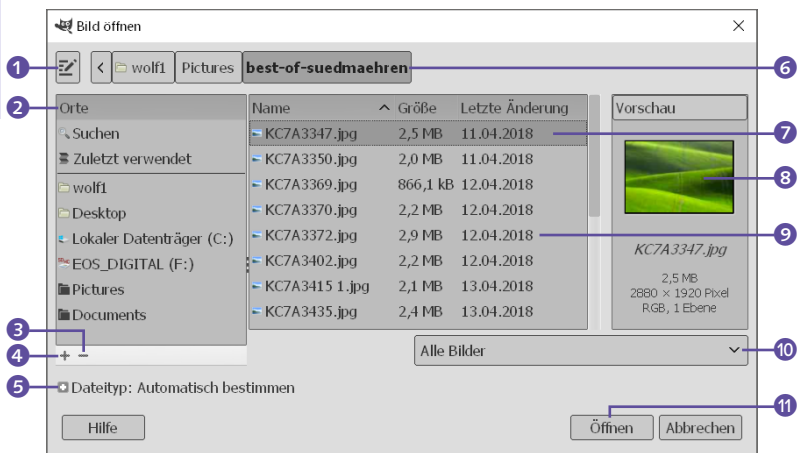 Bild öffnen
wolf1 Pictures best-of-suedmaehren
Orte
Suchen
Zuletzt verwendet
wolf1
Desktop
Lokaler Datenträger (C:)
EOS_DIGITAL (F:)
Pictures
Documents
Name Größe Letzte Änderung
KC7A3347.jpg 2,5 MB 11.04.2018
KC7A3350.jpg 2,0 MB 11.04.2018
KC7A3369.jpg 866,1 kB 12.04.2018
KC7A3370.jpg 2,2 MB 12.04.2018
KC7A3372.jpg 2,9 MB 12.04.2018
KC7A3402.jpg 2,2 MB 12.04.2018
KC7A3415 1.jpg 2,1 MB 13.04.2018
KC7A3435.jpg 2,4 MB 13.04.2018
Vorschau
KC7A3347.jpg
2,5 MB
2880 × 1920 Pixel
RGB, 1 Ebene
Alle Bilder
Dateityp: Automatisch bestimmen
Hilfe Öffnen Abbrechen
1
2
3
4
5
6
7
8
9
10
11